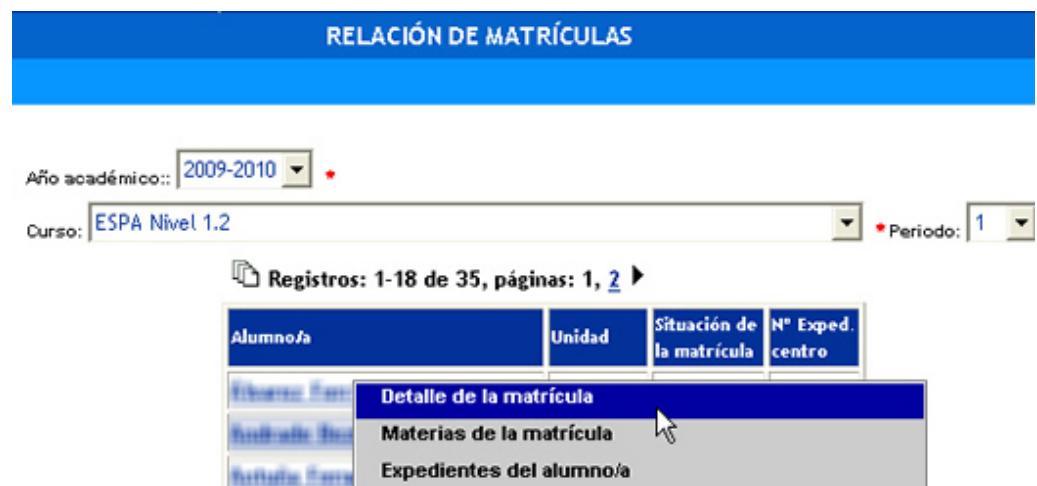 RELACIÓN DE MATRÍCULAS
Año académico:: 2009-2010 *
Curso: ESPA Nivel 1.2 * Periodo: 1
Registros: 1-18 de 35, páginas: 1, 2
Alumno/a Unidad Situación de la matrícula Nº Exped. centro
Detalle de la matrícula
Materias de la matrícula
Expedientes del alumno/a